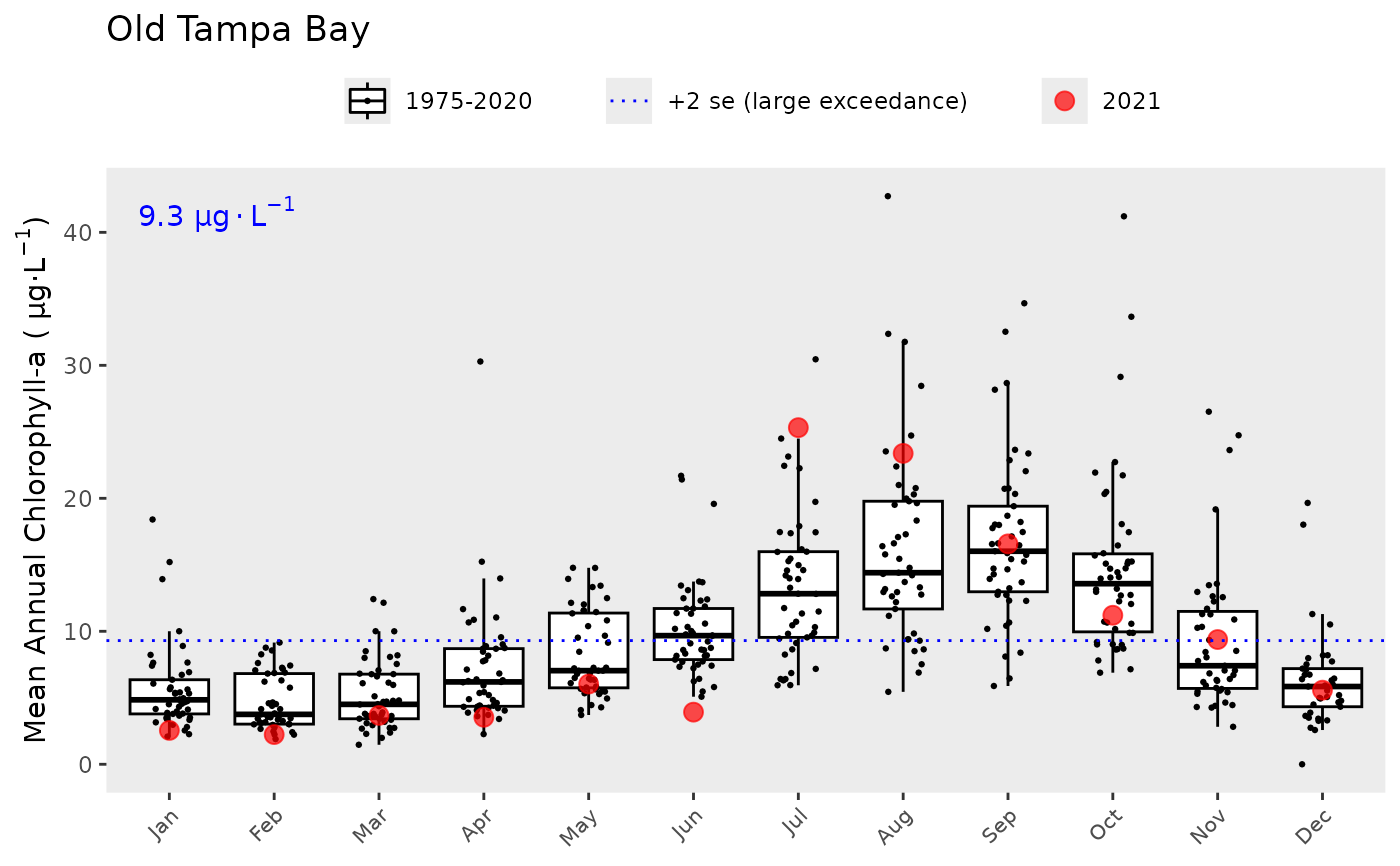 Old Tampa Bay
1975-2020
+2 se (large exceedance)
2021
9.3 μg·L⁻¹
Mean Annual Chlorophyll-a ( μg·L⁻¹)
40
30
20
10
0
Jan
Feb
Mar
Apr
May
Jun
Jul
Aug
Sep
Oct
Nov
Dec